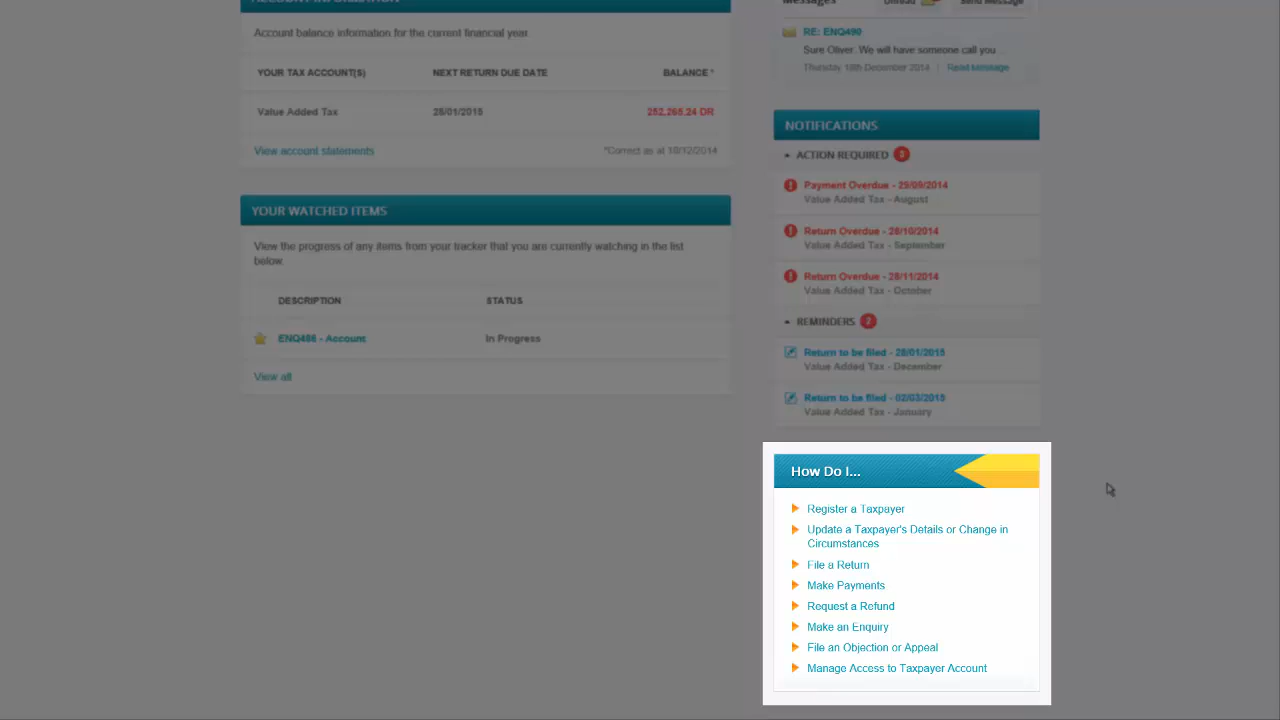 ACCOUNT INFORMATION
Account balance information for the current financial year.
YOUR TAX ACCOUNT(S) NEXT RETURN DUE DATE BALANCE *
Value Added Tax 28/01/2015 252,265.24 DR
View account statements *Correct as at 18/12/2014
YOUR WATCHED ITEMS
View the progress of any items from your tracker that you are currently watching in the list
below.
DESCRIPTION STATUS
ENQ486 - Account In Progress
View all
Messages Unread Send Message
RE: ENQ490
Sure Oliver. We will have someone call you ...
Thursday 18th December 2014 | Read Message
NOTIFICATIONS
ACTION REQUIRED 3
Payment Overdue - 25/09/2014
Value Added Tax - August
Return Overdue - 28/10/2014
Value Added Tax - September
Return Overdue - 28/11/2014
Value Added Tax - October
REMINDERS 2
Return to be filed - 28/01/2015
Value Added Tax - December
Return to be filed - 02/03/2015
Value Added Tax - January
How Do I...
Register a Taxpayer
Update a Taxpayer's Details or Change in
Circumstances
File a Return
Make Payments
Request a Refund
Make an Enquiry
File an Objection or Appeal
Manage Access to Taxpayer Account